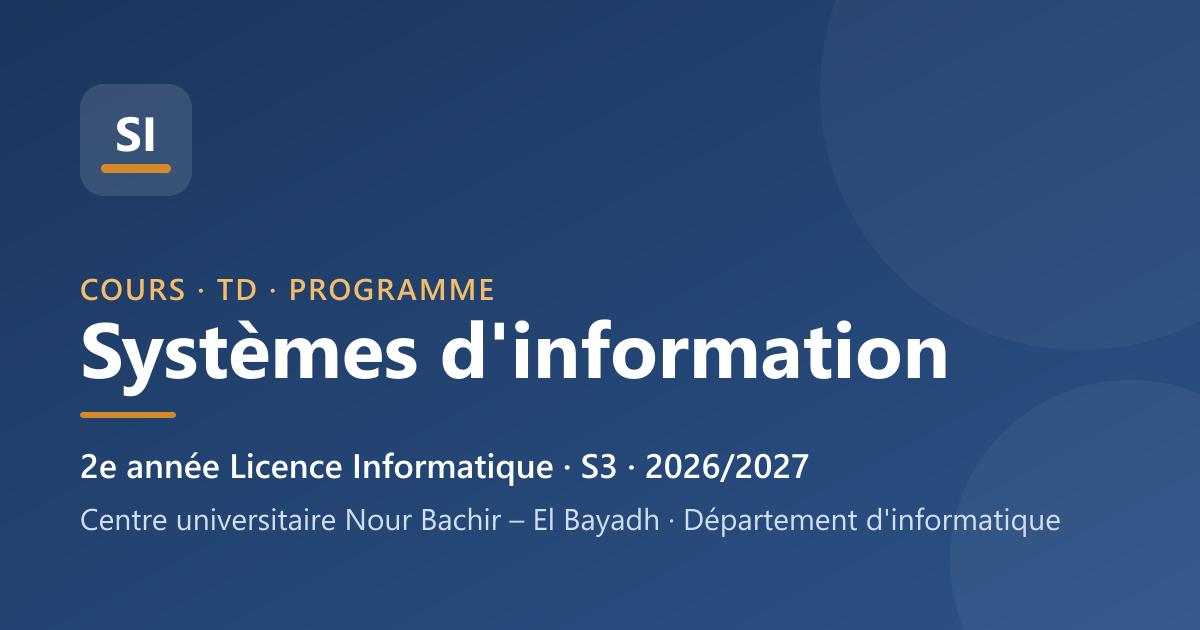 SI
COURS · TD · PROGRAMME
Systèmes d'information
2e année Licence Informatique · S3 · 2026/2027
Centre universitaire Nour Bachir – El Bayadh · Département d'informatique